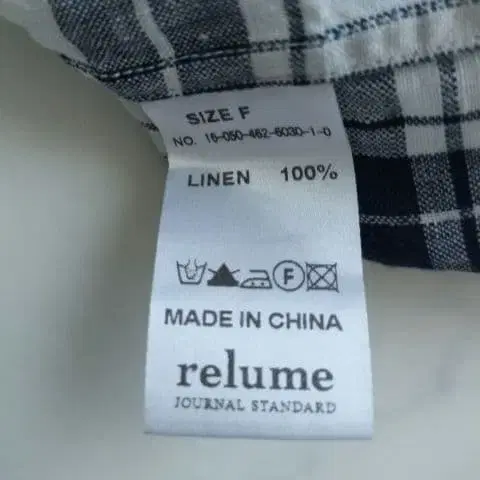 SIZE F
NO. 16-050-462-6030-1-0
LINEN 100%
F
MADE IN CHINA
relume
JOURNAL STANDARD